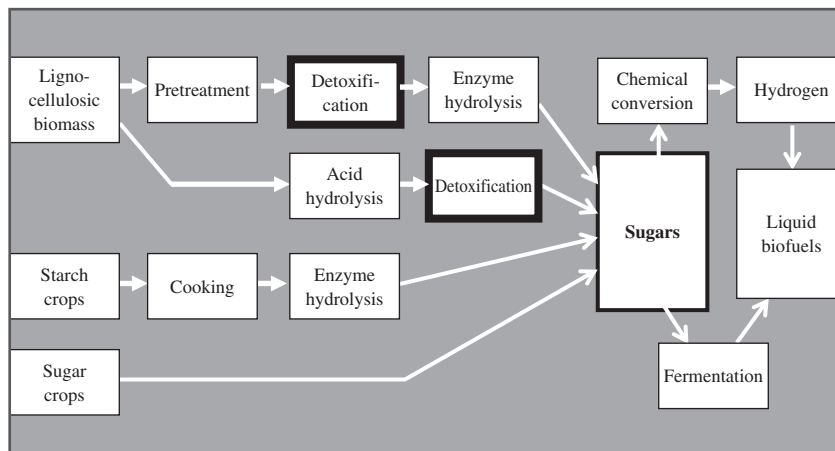 Ligno-
cellulosic
biomass
Pretreatment
Detoxifi-
cation
Enzyme
hydrolysis
Chemical
conversion
Hydrogen
Acid
hydrolysis
Detoxification
Sugars
Liquid
biofuels
Starch
crops
Cooking
Enzyme
hydrolysis
Sugar
crops
Fermentation